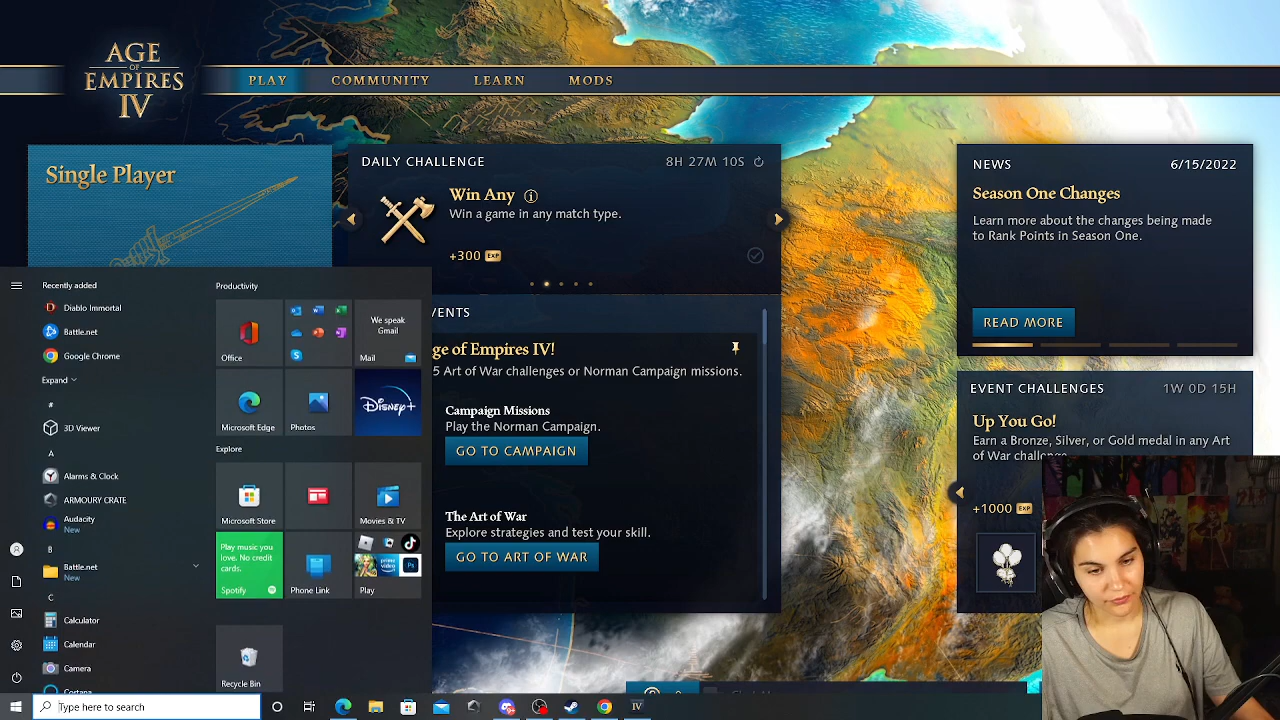 AGE
OF
EMPIRES
IV
PLAY
COMMUNITY
LEARN
MODS
Single Player
DAILY CHALLENGE
8H 27M 10S
Win Any
Win a game in any match type.
+300 EXP
VENTS
ge of Empires IV!
5 Art of War challenges or Norman Campaign missions.
Campaign Missions
Play the Norman Campaign.
GO TO CAMPAIGN
The Art of War
Explore strategies and test your skill.
GO TO ART OF WAR
NEWS
6/15/2022
Season One Changes
Learn more about the changes being made
to Rank Points in Season One.
READ MORE
EVENT CHALLENGES
1W 0D 15H
Up You Go!
Earn a Bronze, Silver, or Gold medal in any Art
of War challenge.
+1000 EXP
Recently added
Diablo Immortal
Battle.net
Google Chrome
Expand
#
3D Viewer
A
Alarms & Clock
ARMOURY CRATE
Audacity
New
B
Battle.net
New
C
Calculator
Calendar
Camera
Cortana
Productivity
Office
We speak
Gmail
Mail
Microsoft Edge
Photos
Disney+
Explore
Microsoft Store
Movies & TV
Play music you
love. No credit
cards.
Spotify
Phone Link
prime video
Ps
Play
Recycle Bin
Type here to search
IV